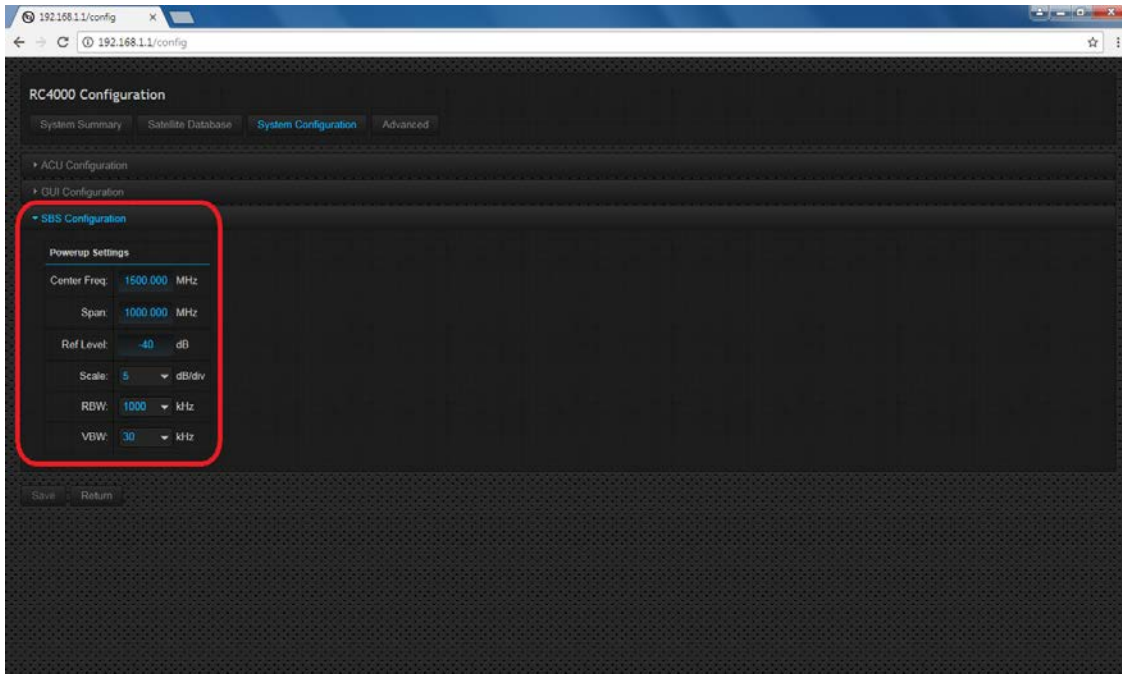 192.168.1.1/config
192.168.1.1/config
RC4000 Configuration
System Summary Satellite Database System Configuration Advanced
ACU Configuration
GUI Configuration
SBS Configuration
Powerup Settings
Center Freq: 1500.000 MHz
Span: 1000.000 MHz
Ref Level: -40 dB
Scale: 5 dB/div
RBW: 1000 kHz
VBW: 30 kHz
Save Return